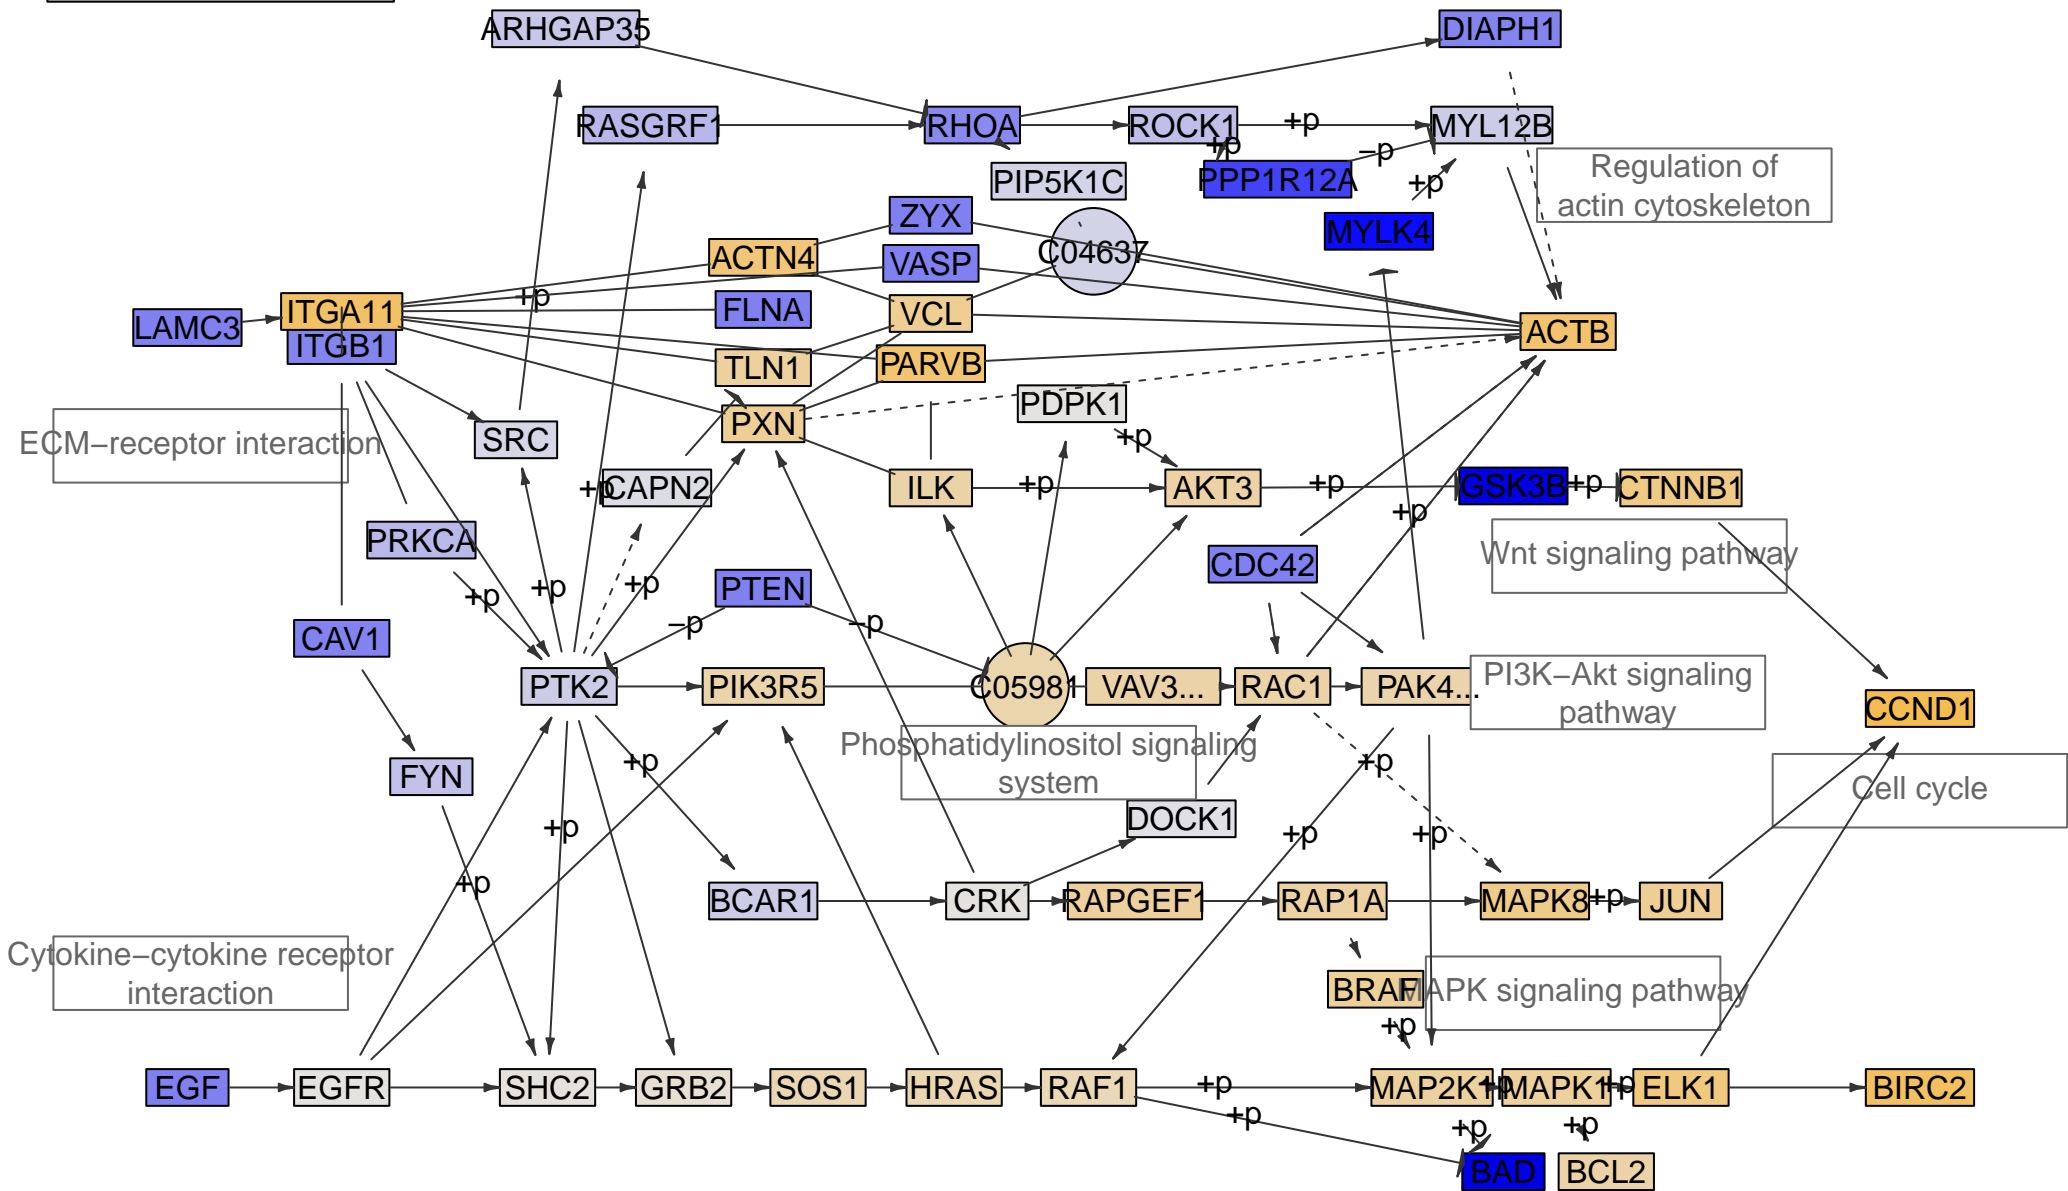 ARHGAP35
DIAPH1
RASGRF1
RHOA
ROCK1
+p
MYL12B
+p
−p
PIP5K1C
PPP1R12A
+p
Regulation of
actin cytoskeleton
ZYX
MYLK4
ACTN4
VASP
C04637
+p
LAMC3
ITGA11
FLNA
VCL
ACTB
ITGB1
TLN1
PARVB
PDPK1
PXN
+p
ECM−receptor interaction
SRC
+p
CAPN2
ILK
+p
AKT3
+p
GSK3B
+p
CTNNB1
+p
PRKCA
Wnt signaling pathway
CDC42
+p
+p
+p
PTEN
−p
−p
CAV1
PTK2
PIK3R5
C05981
VAV3...
RAC1
PAK4...
PI3K−Akt signaling
pathway
CCND1
Phosphatidylinositol signaling
system
+p
+p
FYN
Cell cycle
+p
DOCK1
+p
+p
+p
BCAR1
CRK
RAPGEF1
RAP1A
MAPK8
+p
JUN
Cytokine−cytokine receptor
interaction
BRAF
MAPK signaling pathway
+p
EGF
EGFR
SHC2
GRB2
SOS1
HRAS
RAF1
+p
MAP2K1
+p
MAPK1
+p
ELK1
BIRC2
+p
+p
+p
BAD
BCL2